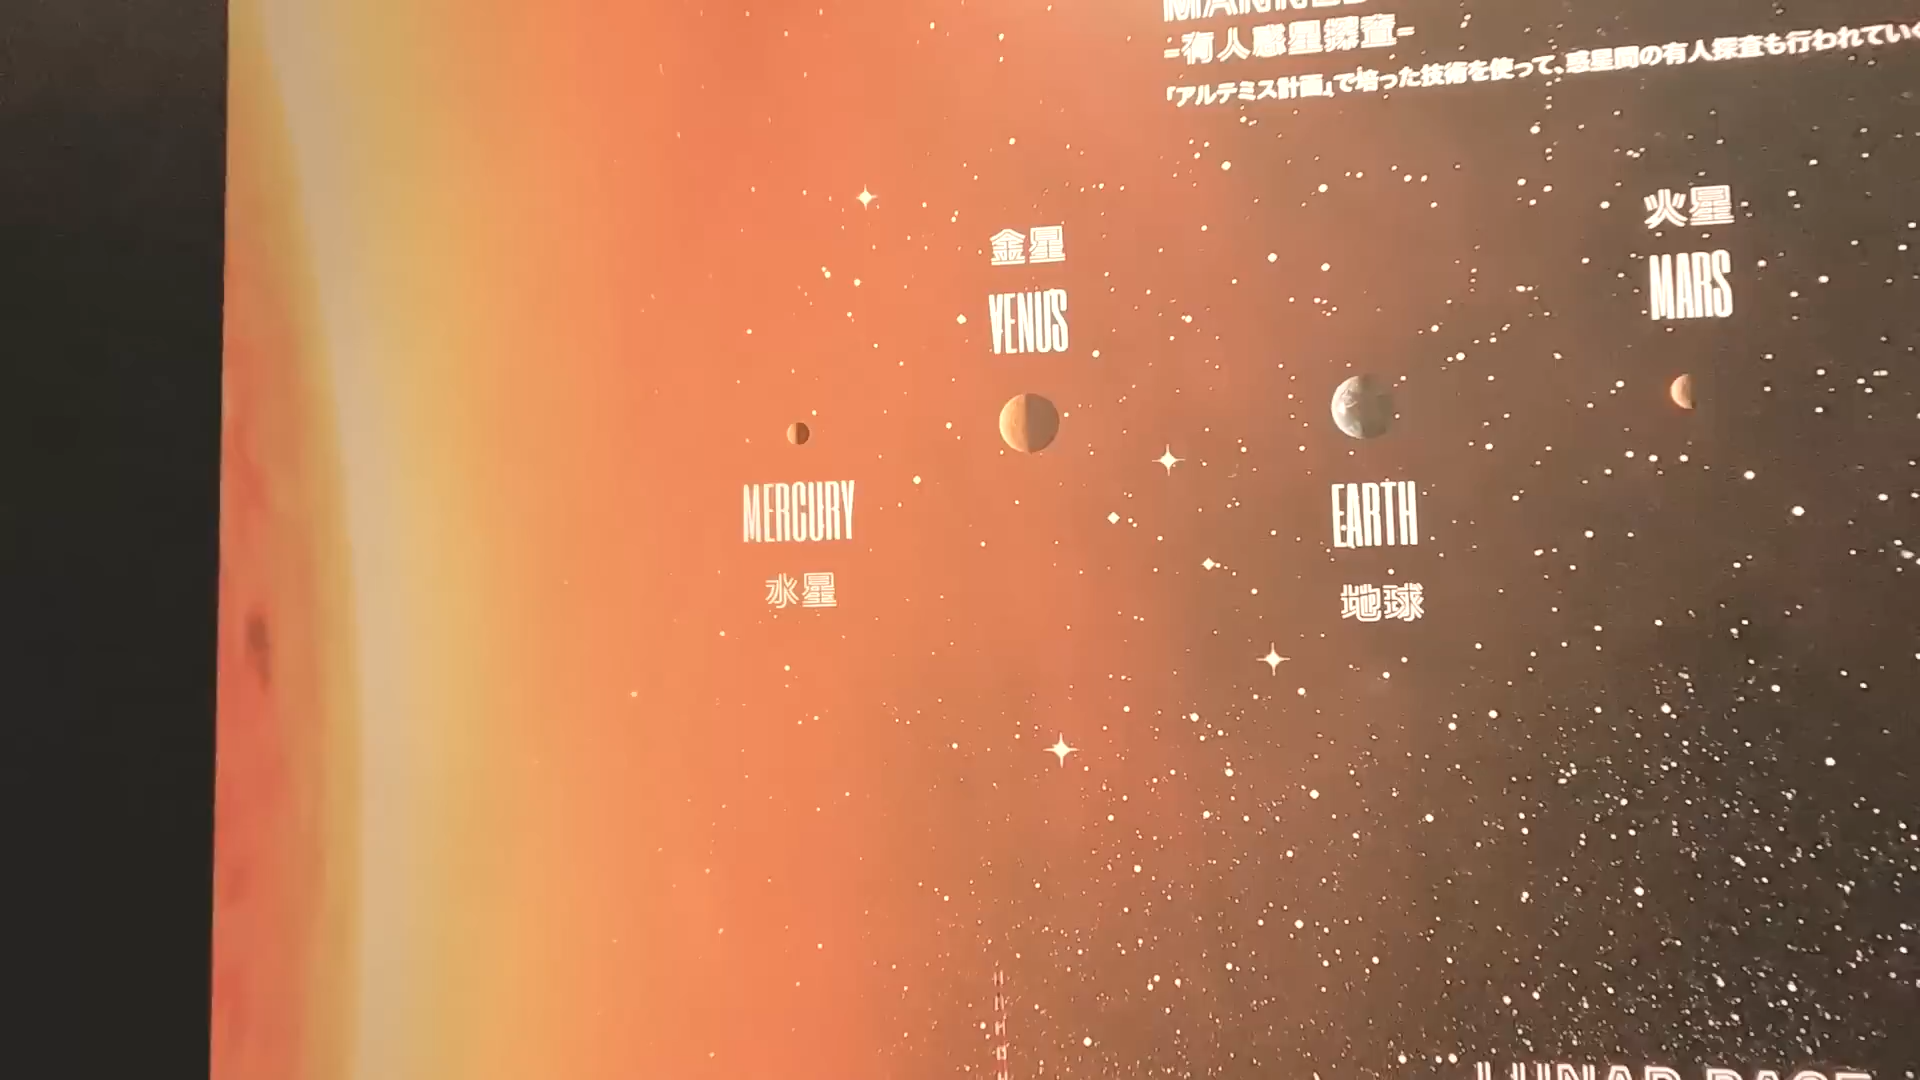 -有人惑星探査-
「アルテミス計画」で培った技術を使って、惑星間の有人探査も行われてい
金星
VENUS
火星
MARS
MERCURY
水星
EARTH
地球